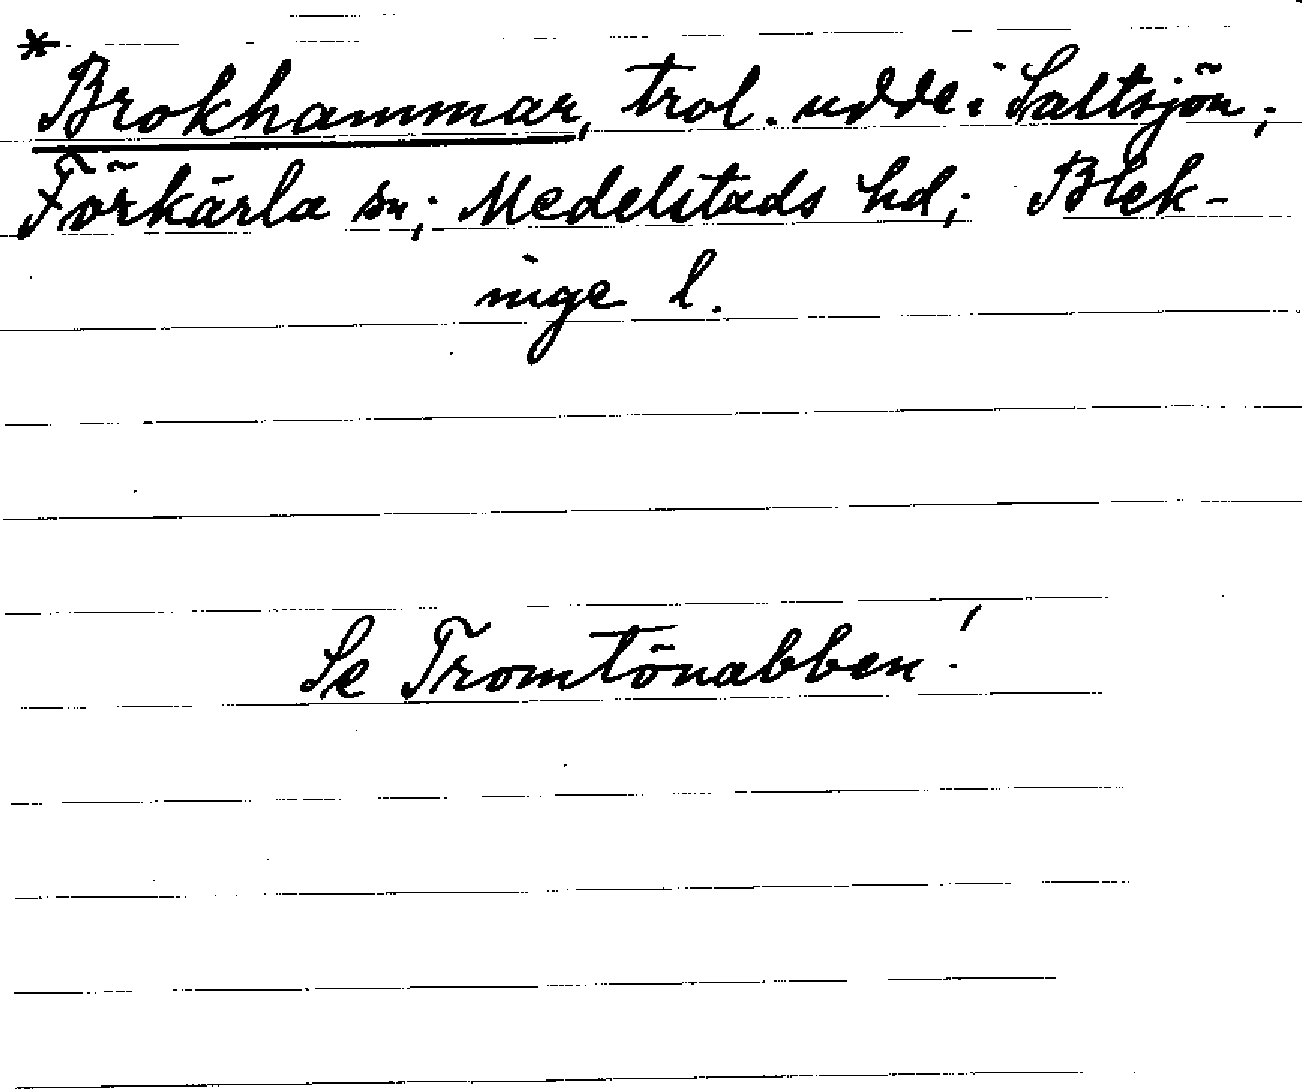 *Brokhammar, trol. udde i Saltsjön;
Förkärla sn; Medelstads hd; Blek-
inge l.
Se Tromtönabben!